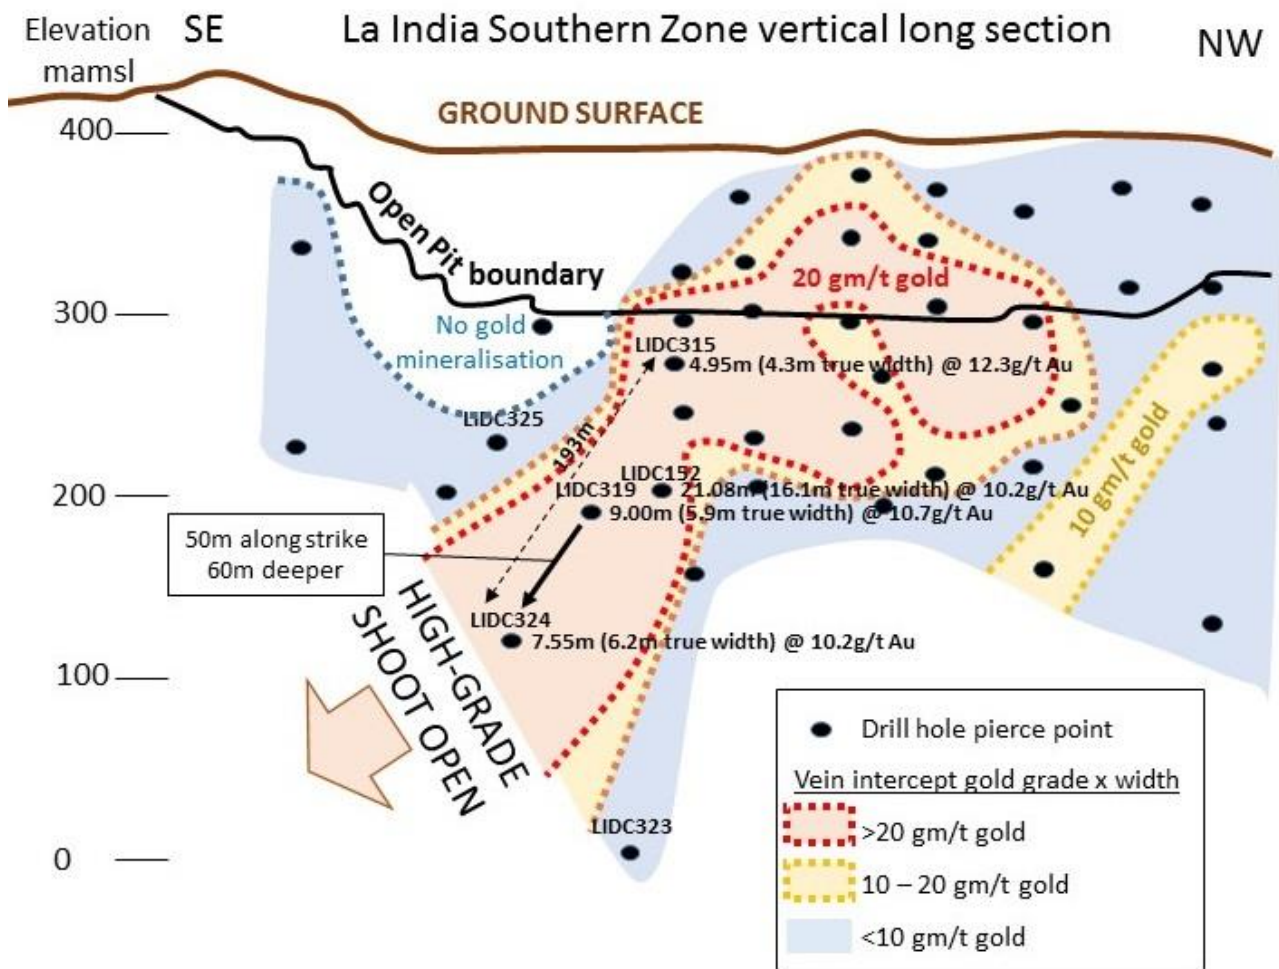 Elevation
mamsl
SE
La India Southern Zone vertical long section
NW
GROUND SURFACE
400
Open Pit boundary
20 gm/t gold
300
No gold
mineralisation
LIDC315
4.95m (4.3m true width) @ 12.3g/t Au
LIDC325
193m
10 gm/t gold
LIDC152
200
LIDC319
21.08m (16.1m true width) @ 10.2g/t Au
9.00m (5.9m true width) @ 10.7g/t Au
50m along strike
60m deeper
HIGH-GRADE
SHOOT OPEN
LIDC324
7.55m (6.2m true width) @ 10.2g/t Au
100
LIDC323
0
Drill hole pierce point
Vein intercept gold grade x width
>20 gm/t gold
10 – 20 gm/t gold
<10 gm/t gold